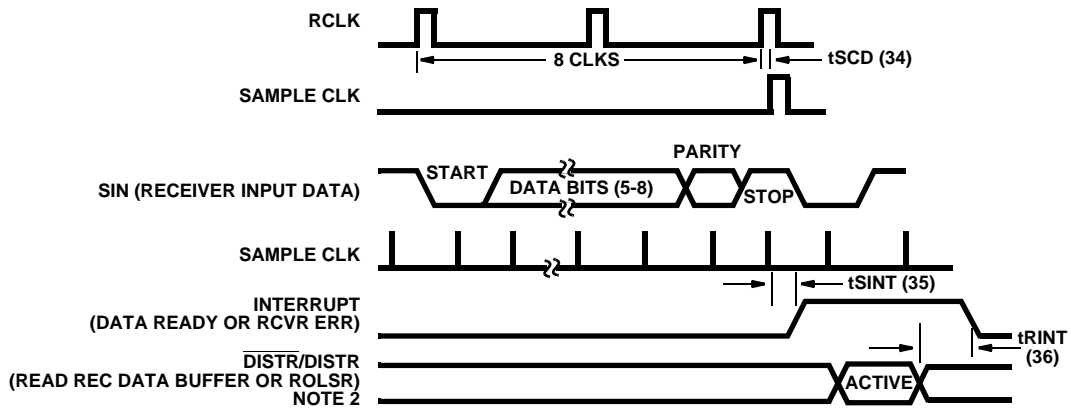 RCLK
8 CLKS
tSCD (34)
SAMPLE CLK
PARITY
START
SIN (RECEIVER INPUT DATA)
DATA BITS (5-8)
STOP
SAMPLE CLK
tSINT (35)
INTERRUPT
(DATA READY OR RCVR ERR)
tRINT
(36)
DISTR/DISTR
(READ REC DATA BUFFER OR ROLSR)
ACTIVE
NOTE 2